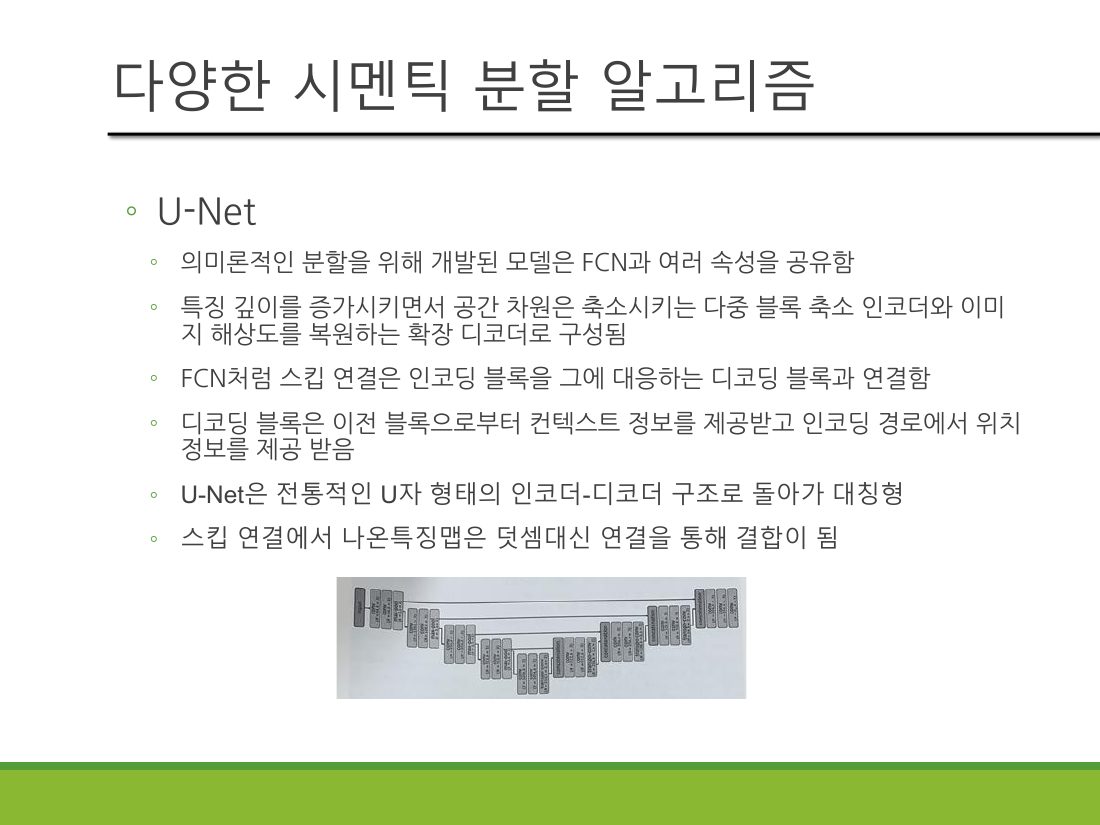 다양한 시멘틱 분할 알고리즘
U-Net
의미론적인 분할을 위해 개발된 모델은 FCN과 여러 속성을 공유함
특징 깊이를 증가시키면서 공간 차원은 축소시키는 다중 블록 축소 인코더와 이미
지 해상도를 복원하는 확장 디코더로 구성됨
FCN처럼 스킵 연결은 인코딩 블록을 그에 대응하는 디코딩 블록과 연결함
디코딩 블록은 이전 블록으로부터 컨텍스트 정보를 제공받고 인코딩 경로에서 위치
정보를 제공 받음
U-Net은 전통적인 U자 형태의 인코더-디코더 구조로 돌아가 대칭형
스킵 연결에서 나온특징맵은 덧셈대신 연결을 통해 결합이 됨